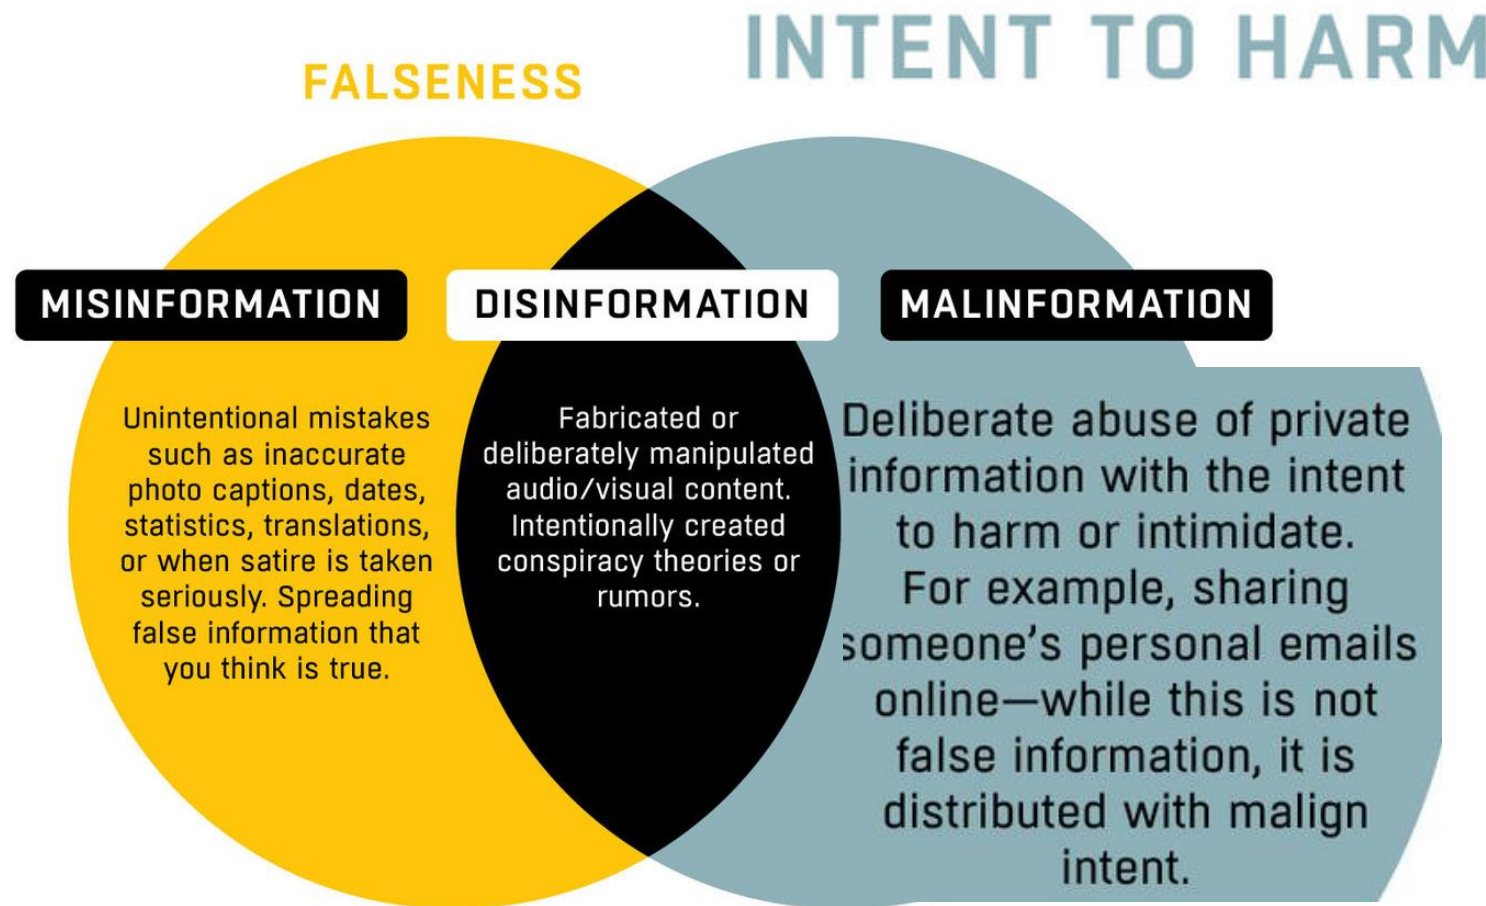 FALSENESS
INTENT TO HARM
MISINFORMATION
Unintentional mistakes
such as inaccurate
photo captions, dates,
statistics, translations,
or when satire is taken
seriously. Spreading
false information that
you think is true.
DISINFORMATION
Fabricated or
deliberately manipulated
audio/visual content.
Intentionally created
conspiracy theories or
rumors.
MALINFORMATION
Deliberate abuse of private
information with the intent
to harm or intimidate.
For example, sharing
someone's personal emails
online—while this is not
false information, it is
distributed with malign
intent.